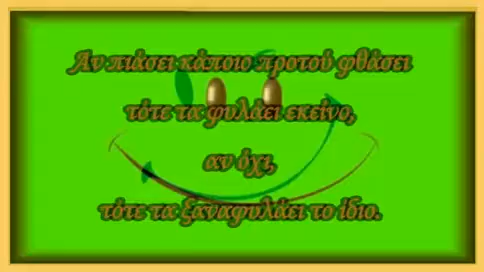 Αν πιάσει κάποιο προτού φθάσει
τότε τα φυλάει εκείνο,
αν όχι,
τότε τα ξαναφυλάει το ίδιο.